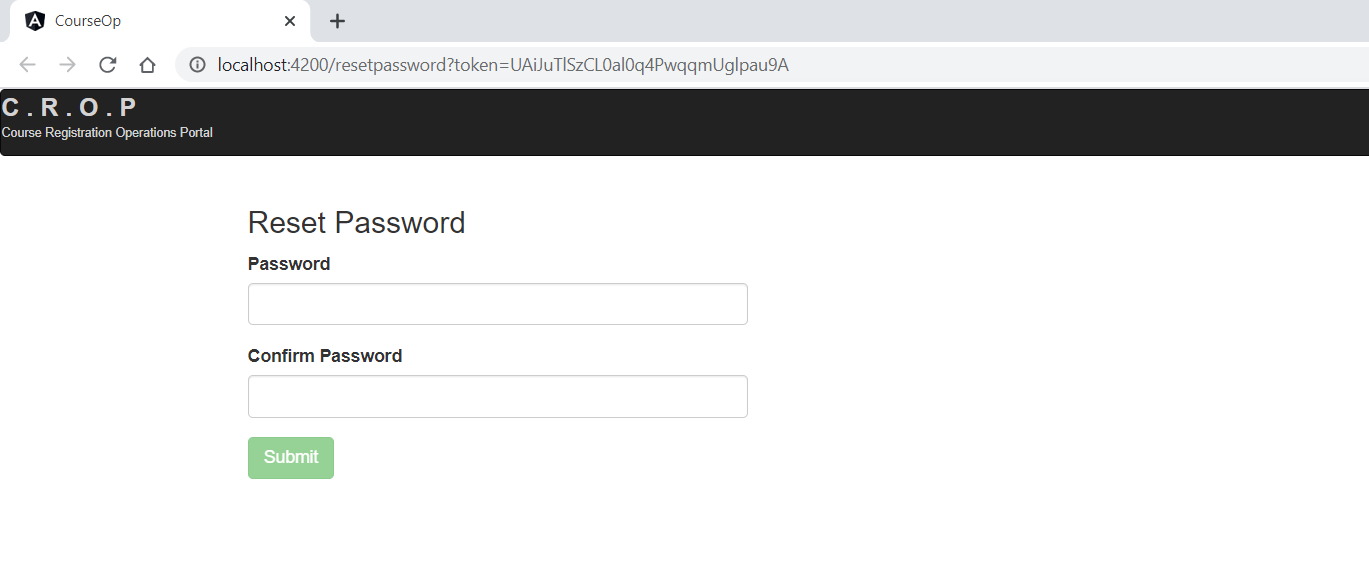 CourseOp
localhost:4200/resetpassword?token=UAiJuTlSzCL0al0q4PwqqmUglpau9A
C . R . O . P
Course Registration Operations Portal
Reset Password
Password
Confirm Password
Submit